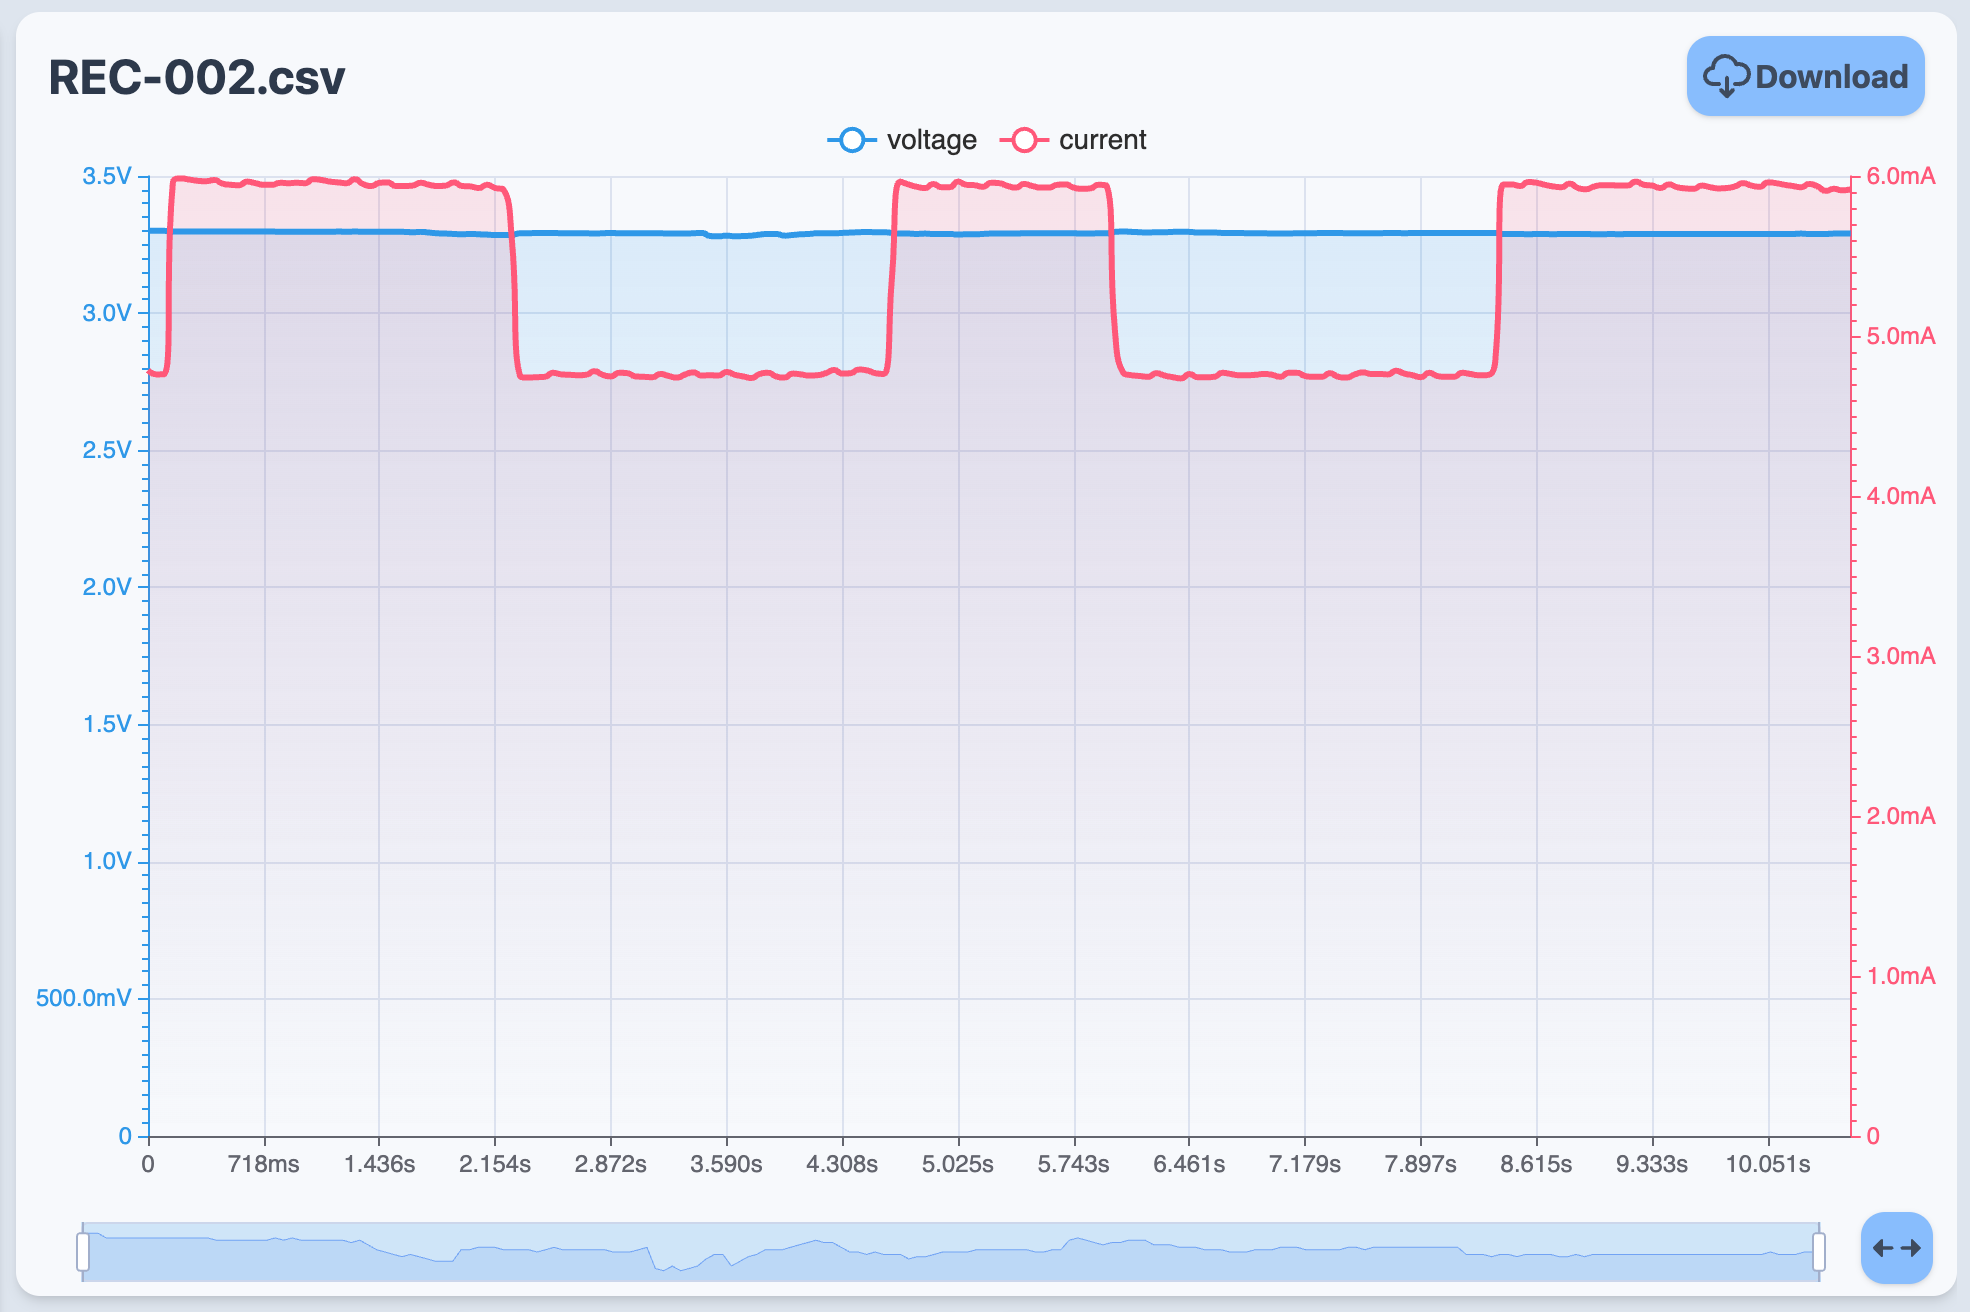 REC-002.csv
Download
voltage
current
3.5V
3.0V
2.5V
2.0V
1.5V
1.0V
500.0mV
0
6.0mA
5.0mA
4.0mA
3.0mA
2.0mA
1.0mA
0
0
718ms
1.436s
2.154s
2.872s
3.590s
4.308s
5.025s
5.743s
6.461s
7.179s
7.897s
8.615s
9.333s
10.051s